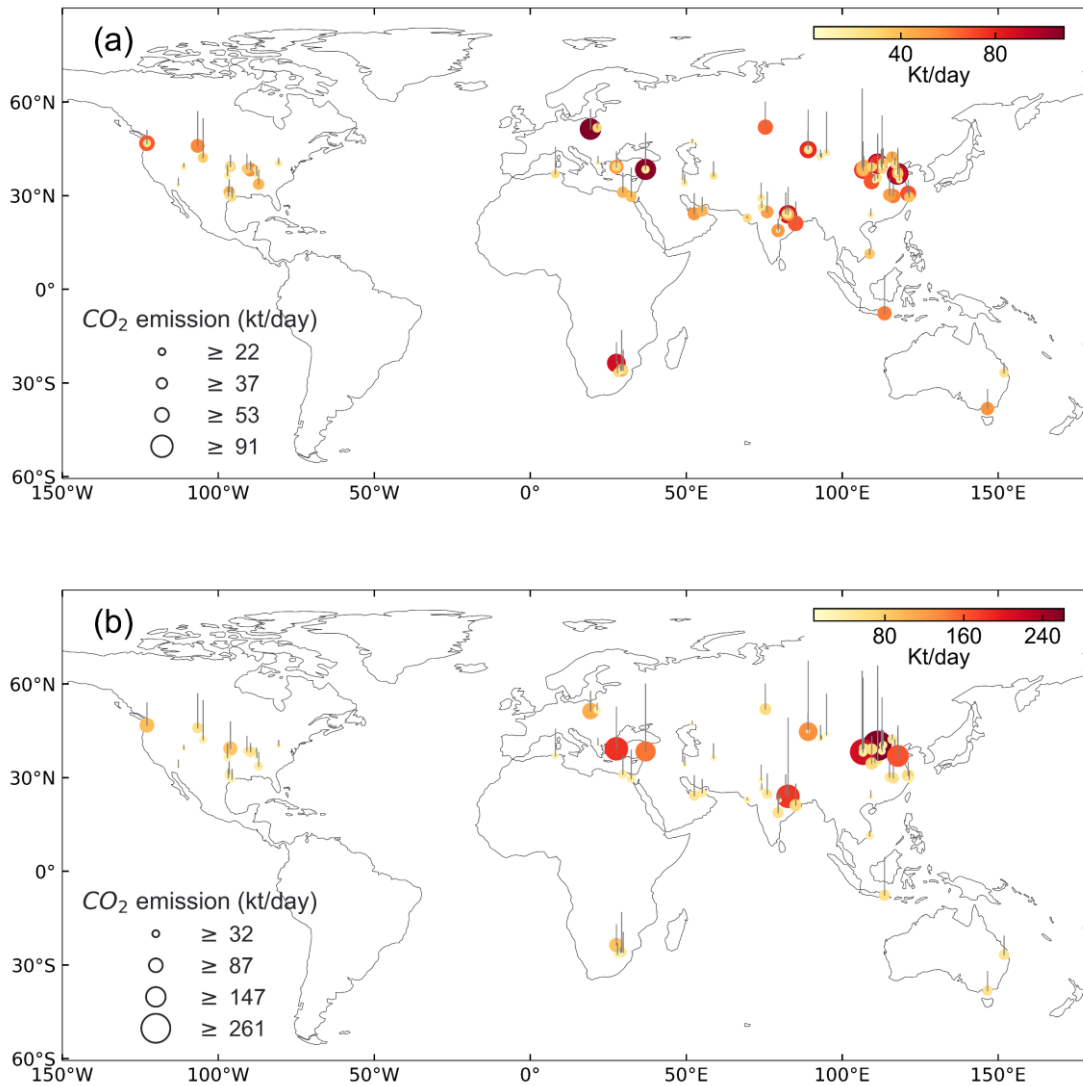 (a)
40 80
Kt/day
60°N
30°N
0°
30°S
60°S
CO₂ emission (kt/day)
≥ 22
≥ 37
≥ 53
≥ 91
150°W 100°W 50°W 0° 50°E 100°E 150°E
(b)
80 160 240
Kt/day
60°N
30°N
0°
30°S
60°S
CO₂ emission (kt/day)
≥ 32
≥ 87
≥ 147
≥ 261
150°W 100°W 50°W 0° 50°E 100°E 150°E